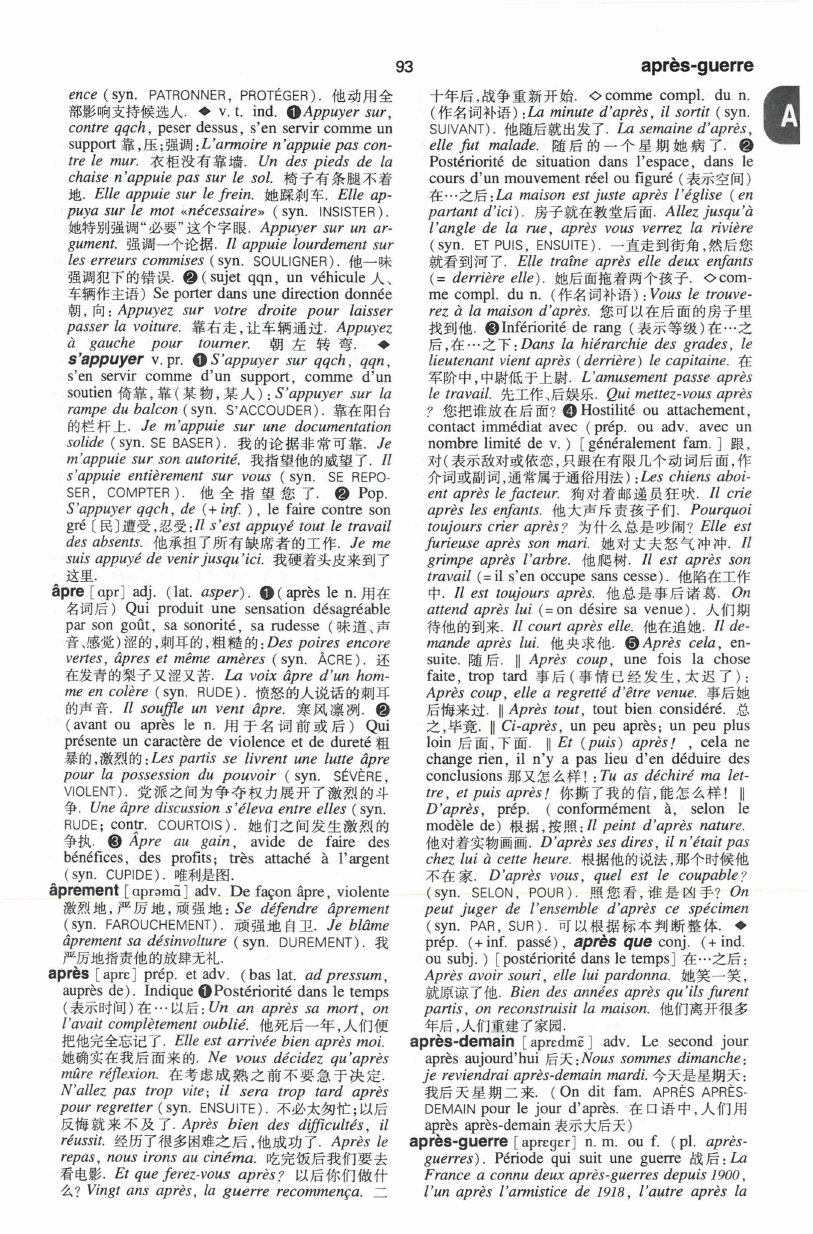 93
après-guerre
A
ence (syn. PATRONNER, PROTÉGER). 他动用全
部影响支持候选人. ◆ v. t. ind. ❶Appuyer sur,
contre qqch, peser dessus, s'en servir comme un
support 靠,压;强调:L'armoire n'appuie pas con-
tre le mur. 衣柜没有靠墙. Un des pieds de la
chaise n'appuie pas sur le sol. 椅子有条腿不着
地. Elle appuie sur le frein. 她踩刹车. Elle ap-
puya sur le mot «nécessaire» (syn. INSISTER).
她特别强调“必要”这个字眼. Appuyer sur un ar-
gument. 强调一个论据. Il appuie lourdement sur
les erreurs commises (syn. SOULIGNER). 他一味
强调犯下的错误. ❷(sujet qqn, un véhicule 人、
车辆作主语) Se porter dans une direction donnée
朝,向: Appuyez sur votre droite pour laisser
passer la voiture. 靠右走,让车辆通过. Appuyez
à gauche pour tourner. 朝左转弯. ◆
s'appuyer v. pr. ❶ S'appuyer sur qqch, qqn,
s'en servir comme d'un support, comme d'un
soutien 倚靠,靠(某物,某人): S'appuyer sur la
rampe du balcon (syn. S'ACCOUDER). 靠在阳台
的栏杆上. Je m'appuie sur une documentation
solide (syn. SE BASER). 我的论据非常可靠. Je
m'appuie sur son autorité. 我指望他的威望了. Il
s'appuie entièrement sur vous (syn. SE REPO-
SER, COMPTER). 他全指望您了. ❷ Pop.
S'appuyer qqch, de (+ inf.), le faire contre son
gré [民]遭受,忍受:Il s'est appuyé tout le travail
des absents. 他承担了所有缺席者的工作. Je me
suis appuyé de venir jusqu'ici. 我硬着头皮来到了
这里.
âpre [ɑpr] adj. (lat. asper). ❶(après le n. 用在
名词后) Qui produit une sensation désagréable
par son goût, sa sonorité, sa rudesse (味道、声
音、感觉)涩的,刺耳的,粗糙的:Des poires encore
vertes, âpres et même amères (syn. ÂCRE). 还
在发青的梨子又涩又苦. La voix âpre d'un hom-
me en colère (syn. RUDE). 愤怒的人说话的刺耳
的声音. Il souffle un vent âpre. 寒风凛冽. ❷
(avant ou après le n. 用于名词前或后) Qui
présente un caractère de violence et de dureté 粗
暴的,激烈的:Les partis se livrent une lutte âpre
pour la possession du pouvoir (syn. SÉVÈRE,
VIOLENT). 党派之间为争夺权力展开了激烈的斗
争. Une âpre discussion s'éleva entre elles (syn.
RUDE; contr. COURTOIS). 她们之间发生激烈的
争执. ❸ Âpre au gain, avide de faire des
bénéfices, des profits; très attaché à l'argent
(syn. CUPIDE). 唯利是图.
âprement [ɑprəmɑ̃] adv. De façon âpre, violente
激烈地,严厉地,顽强地: Se défendre âprement
(syn. FAROUCHEMENT). 顽强地自卫. Je blâme
âprement sa désinvolture (syn. DUREMENT). 我
严厉地指责他的放肆无礼.
après [aprɛ] prép. et adv. (bas lat. ad pressum,
auprès de). Indique ❶Postériorité dans le temps
(表示时间)在…以后:Un an après sa mort, on
l'avait complètement oublié. 他死后一年,人们便
把他完全忘记了. Elle est arrivée bien après moi.
她确实在我后面来的. Ne vous décidez qu'après
mûre réflexion. 在考虑成熟之前不要急于决定.
N'allez pas trop vite; il sera trop tard après
pour regretter (syn. ENSUITE). 不必太匆忙;以后
反悔就来不及了. Après bien des difficultés, il
réussit. 经历了很多困难之后,他成功了. Après le
repas, nous irons au cinéma. 吃完饭后我们要去
看电影. Et que ferez-vous après? 以后你们做什
么? Vingt ans après, la guerre recommença. 二
十年后,战争重新开始. ◇comme compl. du n.
(作名词补语):La minute d'après, il sortit (syn.
SUIVANT). 他随后就出发了. La semaine d'après,
elle fut malade. 随后的一个星期她病了. ❷
Postériorité de situation dans l'espace, dans le
cours d'un mouvement réel ou figuré (表示空间)
在…之后:La maison est juste après l'église (en
partant d'ici). 房子就在教堂后面. Allez jusqu'à
l'angle de la rue, après vous verrez la rivière
(syn. ET PUIS, ENSUITE). 一直走到街角,然后您
就看到河了. Elle traîne après elle deux enfants
(= derrière elle). 她后面拖着两个孩子. ◇com-
me compl. du n. (作名词补语):Vous le trouve-
rez à la maison d'après. 您可以在后面的房子里
找到他. ❸Infériorité de rang (表示等级)在…之
后,在…之下:Dans la hiérarchie des grades, le
lieutenant vient après (derrière) le capitaine. 在
军阶中,中尉低于上尉. L'amusement passe après
le travail. 先工作、后娱乐. Qui mettez-vous après
? 您把谁放在后面? ❹ Hostilité ou attachement,
contact immédiat avec (prép. ou adv. avec un
nombre limité de v.) [généralement fam.] 跟,
对(表示敌对或依恋,只跟在有限几个动词后面,作
介词或副词,通常属于通俗用法):Les chiens aboi-
ent après le facteur. 狗对着邮递员狂吠. Il crie
après les enfants. 他大声斥责孩子们. Pourquoi
toujours crier après? 为什么总是吵闹? Elle est
furieuse après son mari. 她对丈夫怒气冲冲. Il
grimpe après l'arbre. 他爬树. Il est après son
travail (= il s'en occupe sans cesse). 他陷在工作
中. Il est toujours après. 他总是事后诸葛. On
attend après lui (= on désire sa venue). 人们期
待他的到来. Il court après elle. 他在追她. Il de-
mande après lui. 他央求他. ❺Après cela, en-
suite. 随后. ‖ Après coup, une fois la chose
faite, trop tard 事后(事情已经发生,太迟了):
Après coup, elle a regretté d'être venue. 事后她
后悔来过. ‖ Après tout, tout bien considéré. 总
之,毕竟. ‖ Ci-après, un peu après; un peu plus
loin 后面,下面. ‖ Et (puis) après!, cela ne
change rien, il n'y a pas lieu d'en déduire des
conclusions 那又怎么样!:Tu as déchiré ma let-
tre, et puis après! 你撕了我的信,能怎么样! ‖
D'après, prép. (conformément à, selon le
modèle de) 根据,按照:Il peint d'après nature.
他对着实物画画. D'après ses dires, il n'était pas
chez lui à cette heure. 根据他的说法,那个时候他
不在家. D'après vous, quel est le coupable?
(syn. SELON, POUR). 照您看,谁是凶手? On
peut juger de l'ensemble d'après ce spécimen
(syn. PAR, SUR). 可以根据标本判断整体. ◆
prép. (+ inf. passé), après que conj. (+ ind.
ou subj.) [postériorité dans le temps] 在…之后:
Après avoir souri, elle lui pardonna. 她笑一笑,
就原谅了他. Bien des années après qu'ils furent
partis, on reconstruisit la maison. 他们离开很多
年后,人们重建了家园.
après-demain [aprɛdmɛ̃] adv. Le second jour
après aujourd'hui 后天:Nous sommes dimanche:
je reviendrai après-demain mardi. 今天是星期天:
我后天星期二来. (On dit fam. APRÈS APRÈS-
DEMAIN pour le jour d'après. 在口语中,人们用
après après-demain 表示大后天)
après-guerre [aprɛgɛr] n. m. ou f. (pl. après-
guerres). Période qui suit une guerre 战后:La
France a connu deux après-guerres depuis 1900,
l'un après l'armistice de 1918, l'autre après la